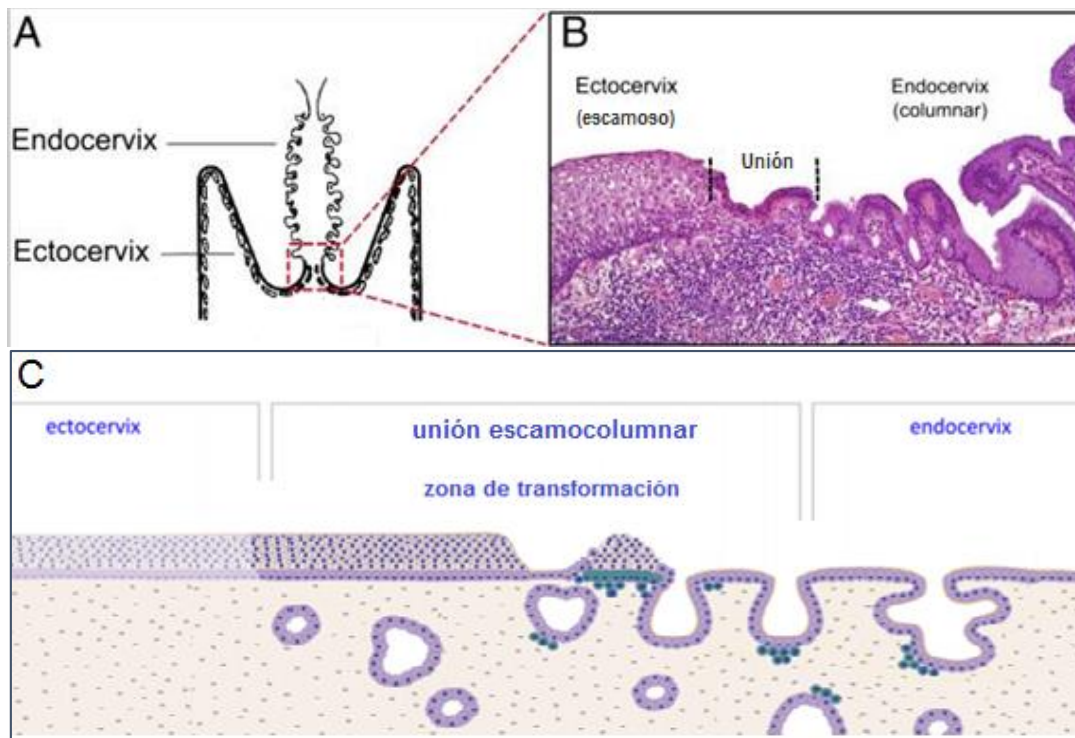 A
Endocervix
Ectocervix
B
Ectocervix
(escamoso)
Unión
Endocervix
(columnar)
C
ectocervix
unión escamocolumnar
zona de transformación
endocervix